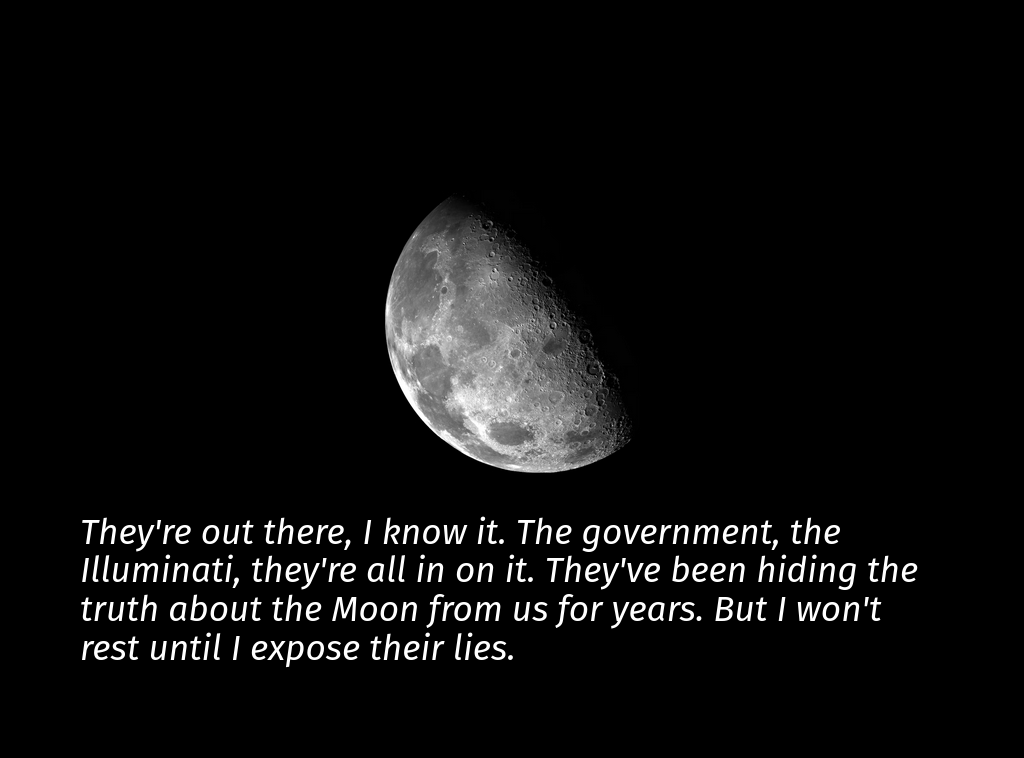 They're out there, I know it. The government, the
Illuminati, they're all in on it. They've been hiding the
truth about the Moon from us for years. But I won't
rest until I expose their lies.